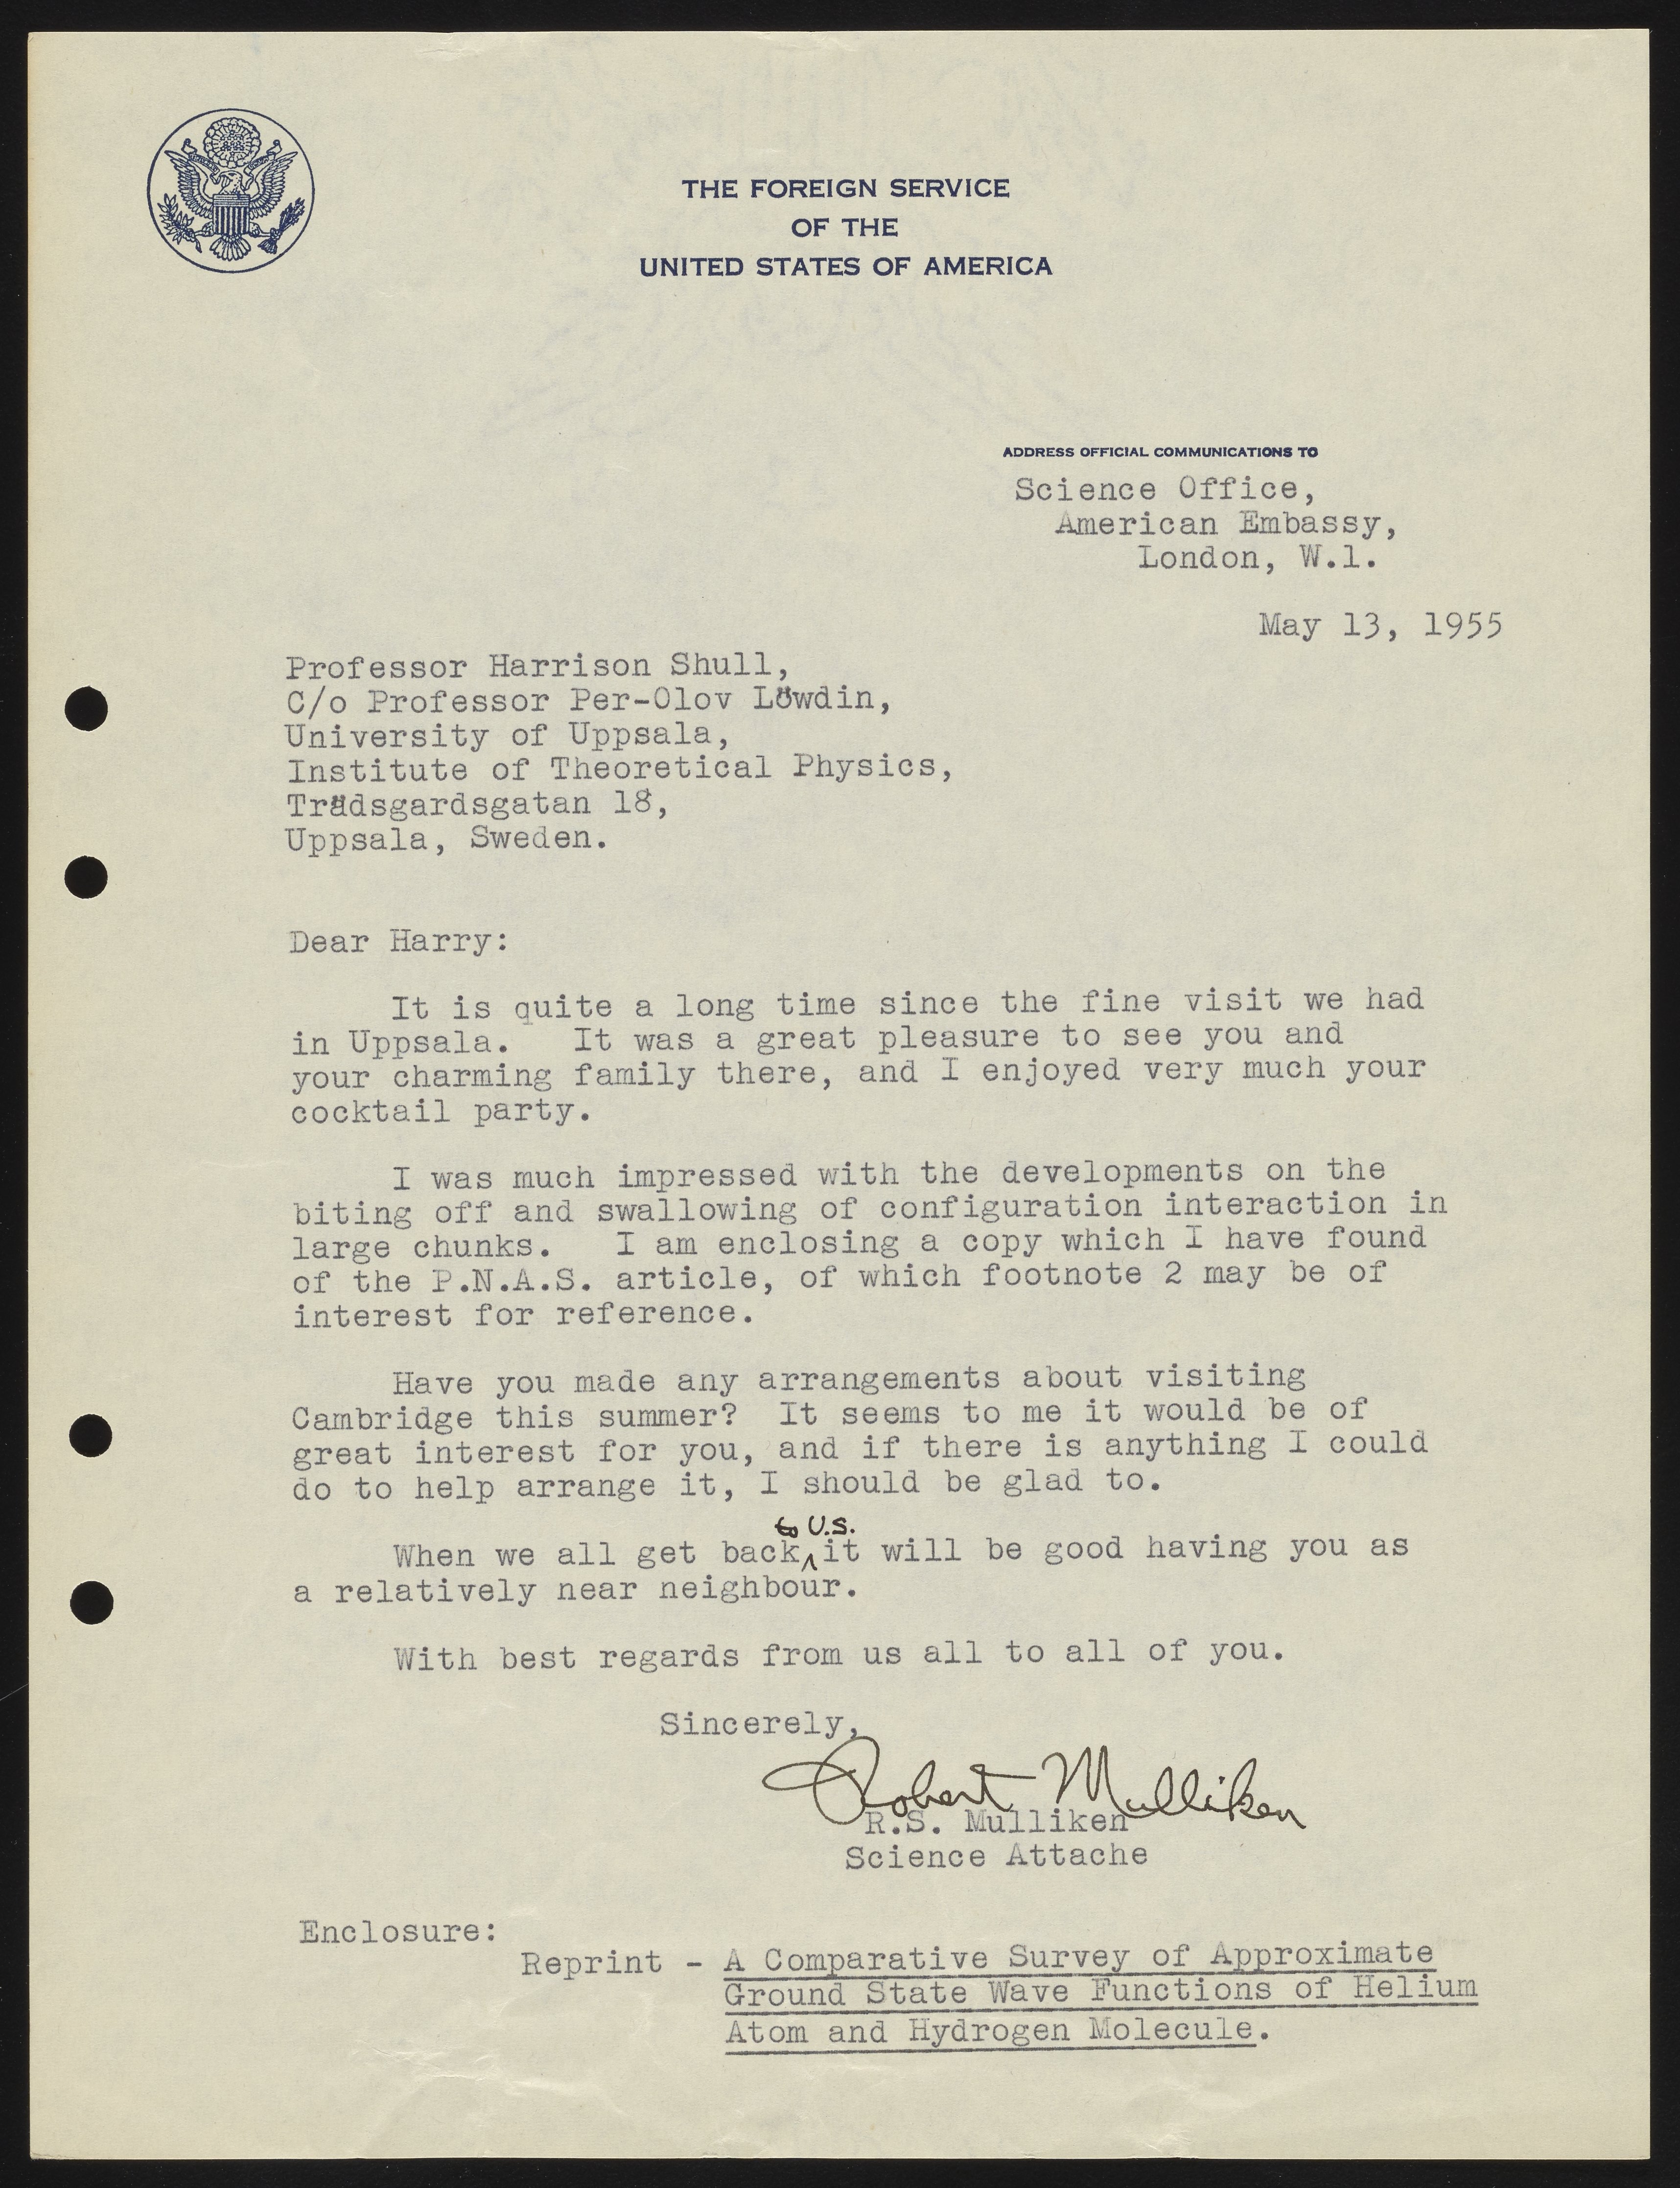 THE FOREIGN SERVICE
OF THE
UNITED STATES OF AMERICA
ADDRESS OFFICIAL COMMUNICATIONS TO
Science Office,
American Embassy,
London, W.1.
May 13, 1955
Professor Harrison Shull,
C/o Professor Per-Olov Löwdin,
University of Uppsala,
Institute of Theoretical Physics,
Trädsgardsgatan 18,
Uppsala, Sweden.
Dear Harry:
It is quite a long time since the fine visit we had
in Uppsala. It was a great pleasure to see you and
your charming family there, and I enjoyed very much your
cocktail party.
I was much impressed with the developments on the
biting off and swallowing of configuration interaction in
large chunks. I am enclosing a copy which I have found
of the P.N.A.S. article, of which footnote 2 may be of
interest for reference.
Have you made any arrangements about visiting
Cambridge this summer? It seems to me it would be of
great interest for you, and if there is anything I could
do to help arrange it, I should be glad to.
to U.S.
When we all get back it will be good having you as
a relatively near neighbour.
With best regards from us all to all of you.
Sincerely,
Robert Mulliken
R.S. Mulliken
Science Attache
Enclosure:
Reprint - A Comparative Survey of Approximate
Ground State Wave Functions of Helium
Atom and Hydrogen Molecule.